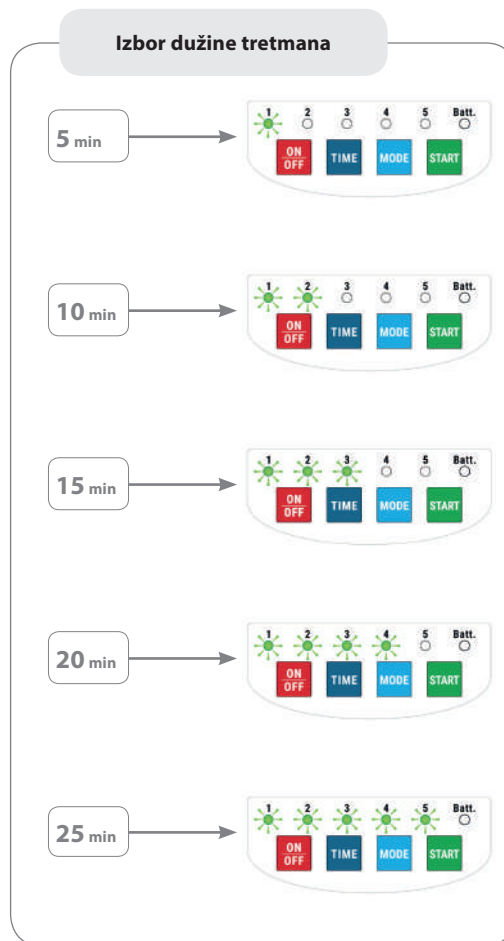 Izbor dužine tretmana
5 min
1 2 3 4 5 Batt.
ON OFF TIME MODE START
10 min
1 2 3 4 5 Batt.
ON OFF TIME MODE START
15 min
1 2 3 4 5 Batt.
ON OFF TIME MODE START
20 min
1 2 3 4 5 Batt.
ON OFF TIME MODE START
25 min
1 2 3 4 5 Batt.
ON OFF TIME MODE START